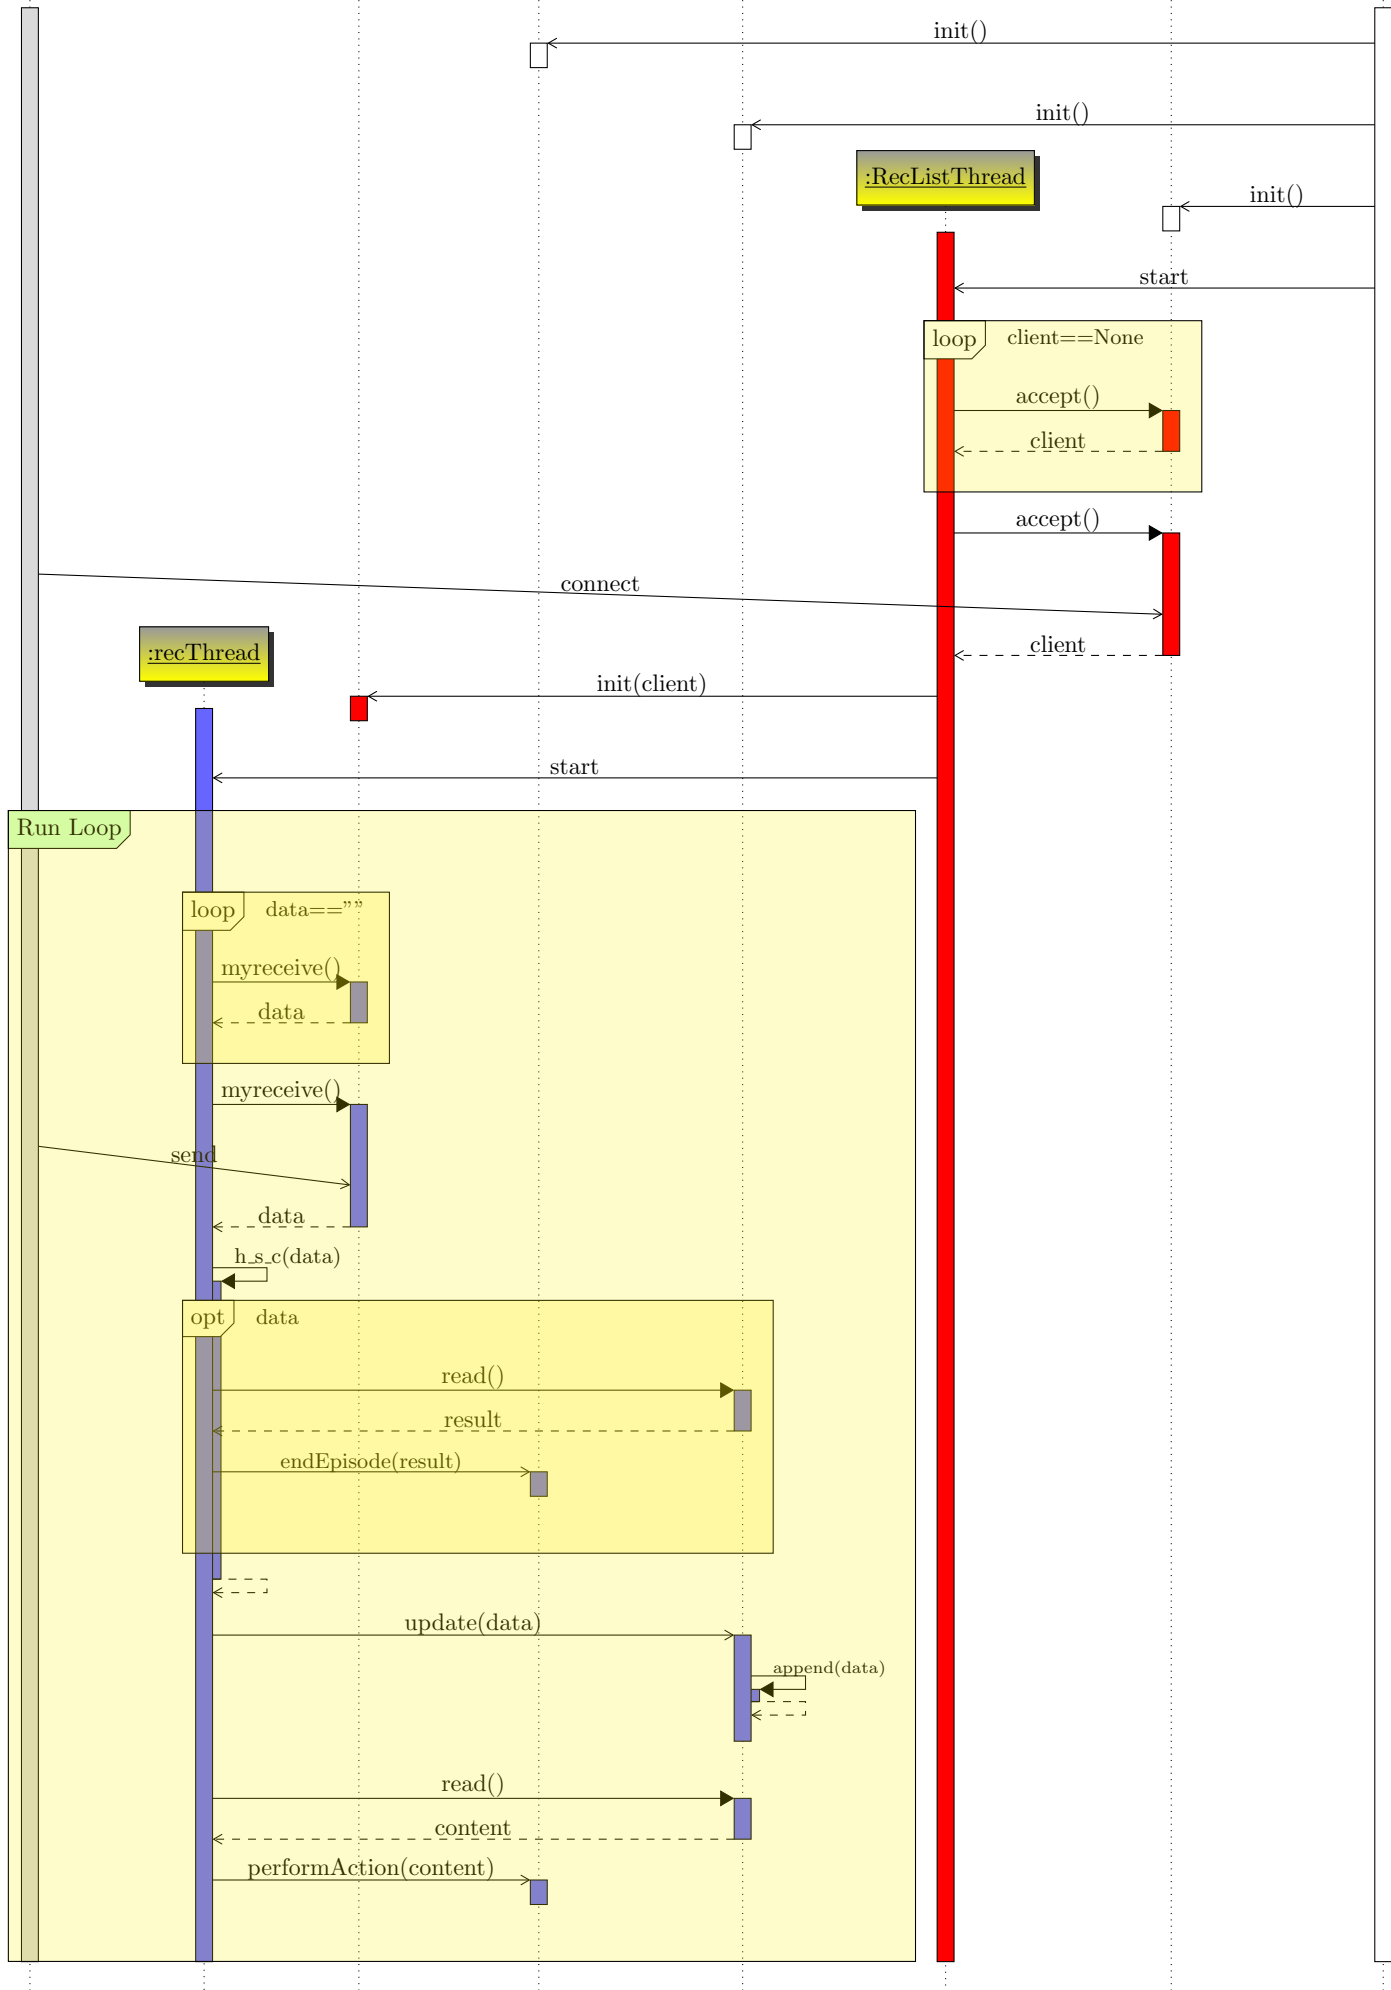 init()
init()
:RecListThread
init()
start
loop client==None
accept()
client
accept()
connect
client
:recThread
init(client)
start
Run Loop
loop data==””
myreceive()
data
myreceive()
send
data
h_s_c(data)
opt data
read()
result
endEpisode(result)
update(data)
append(data)
read()
content
performAction(content)